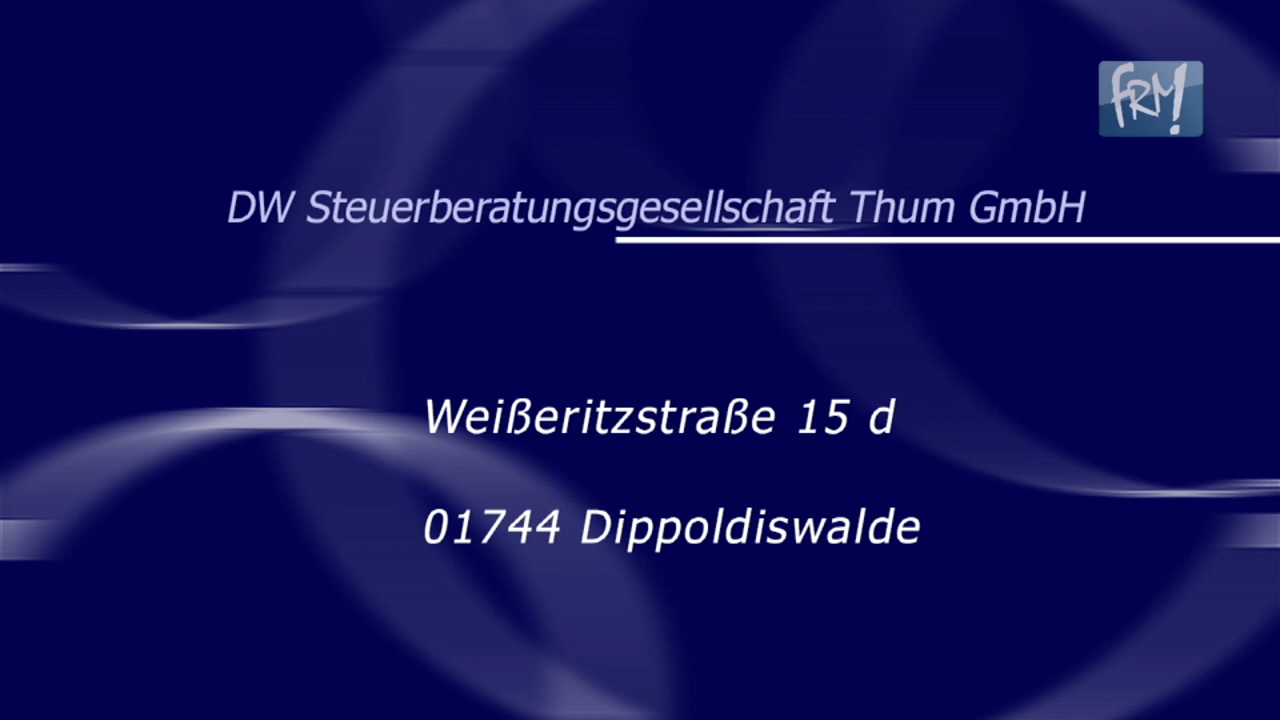 FRM!
DW Steuerberatungsgesellschaft Thum GmbH
Weißeritzstraße 15 d
01744 Dippoldiswalde